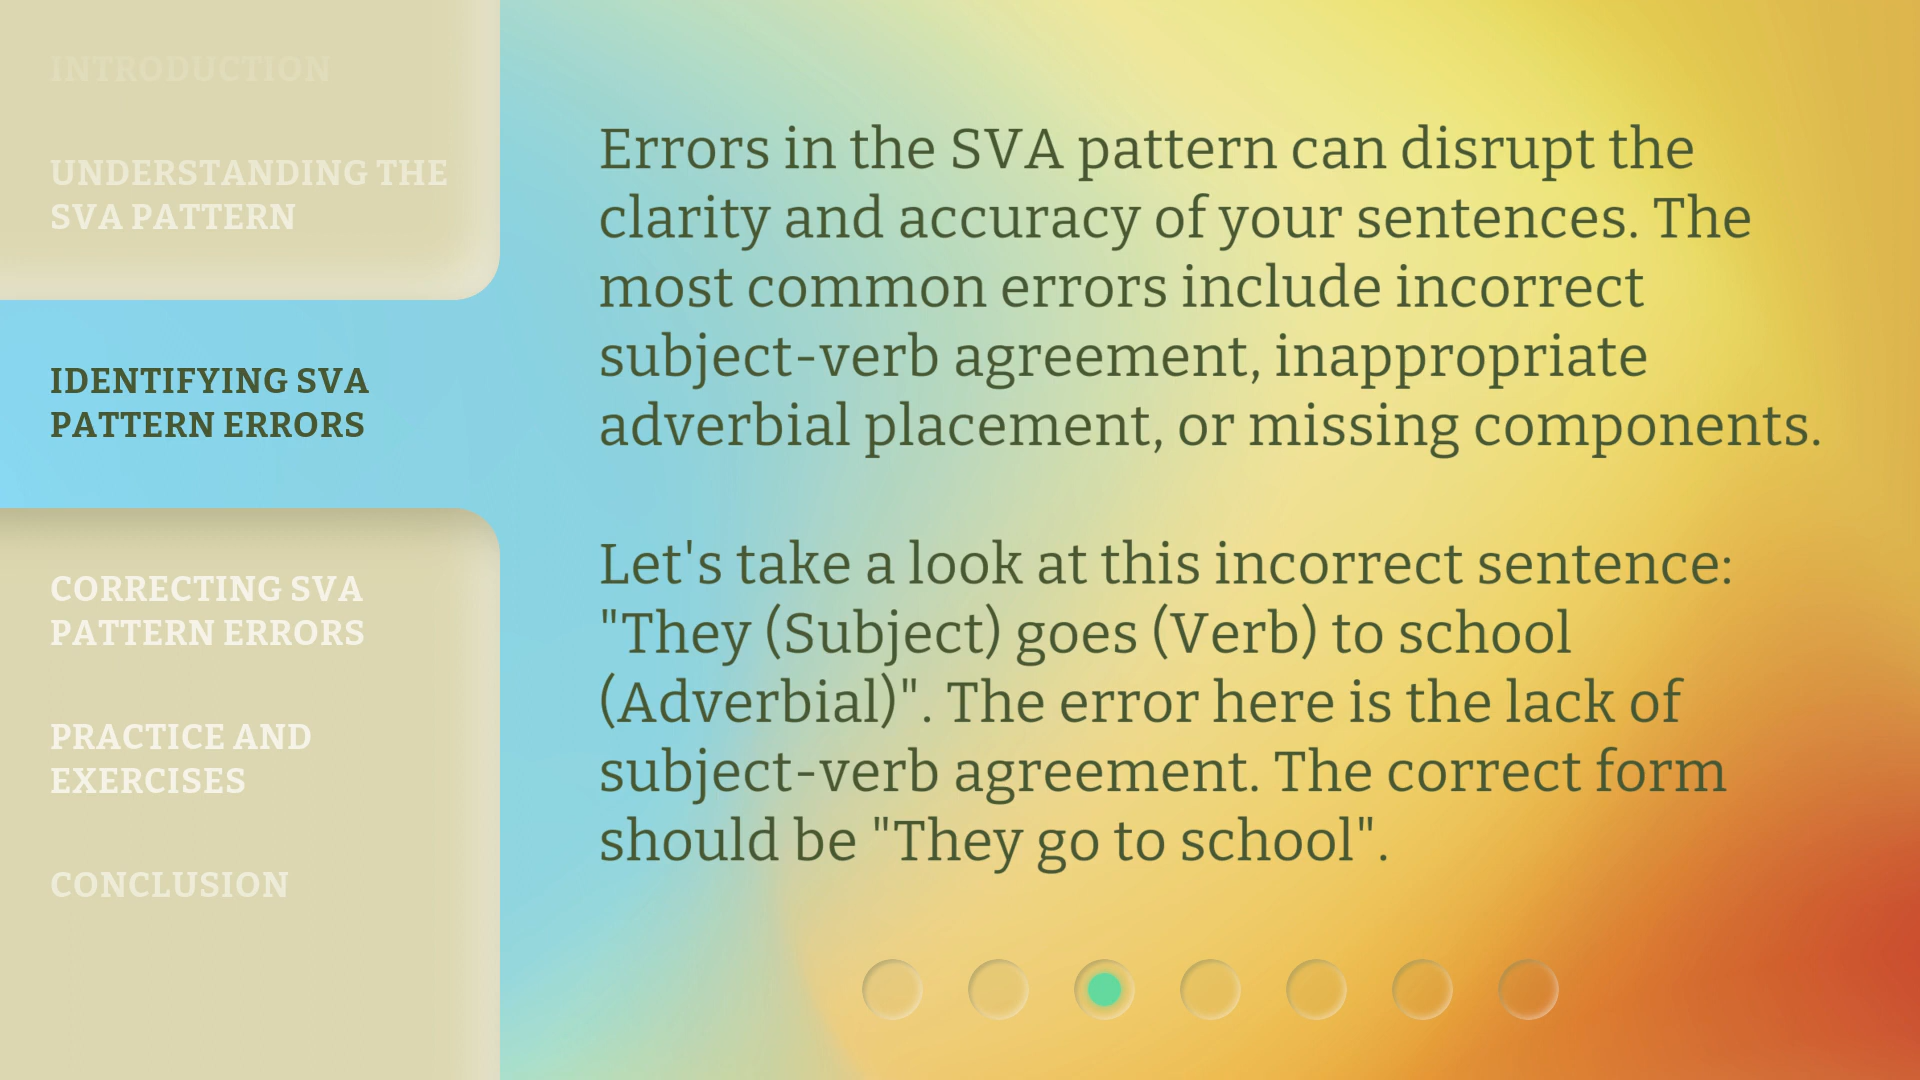 INTRODUCTION
UNDERSTANDING THE
SVA PATTERN
IDENTIFYING SVA
PATTERN ERRORS
CORRECTING SVA
PATTERN ERRORS
PRACTICE AND
EXERCISES
CONCLUSION
Errors in the SVA pattern can disrupt the
clarity and accuracy of your sentences. The
most common errors include incorrect
subject-verb agreement, inappropriate
adverbial placement, or missing components.
Let's take a look at this incorrect sentence:
"They (Subject) goes (Verb) to school
(Adverbial)". The error here is the lack of
subject-verb agreement. The correct form
should be "They go to school".